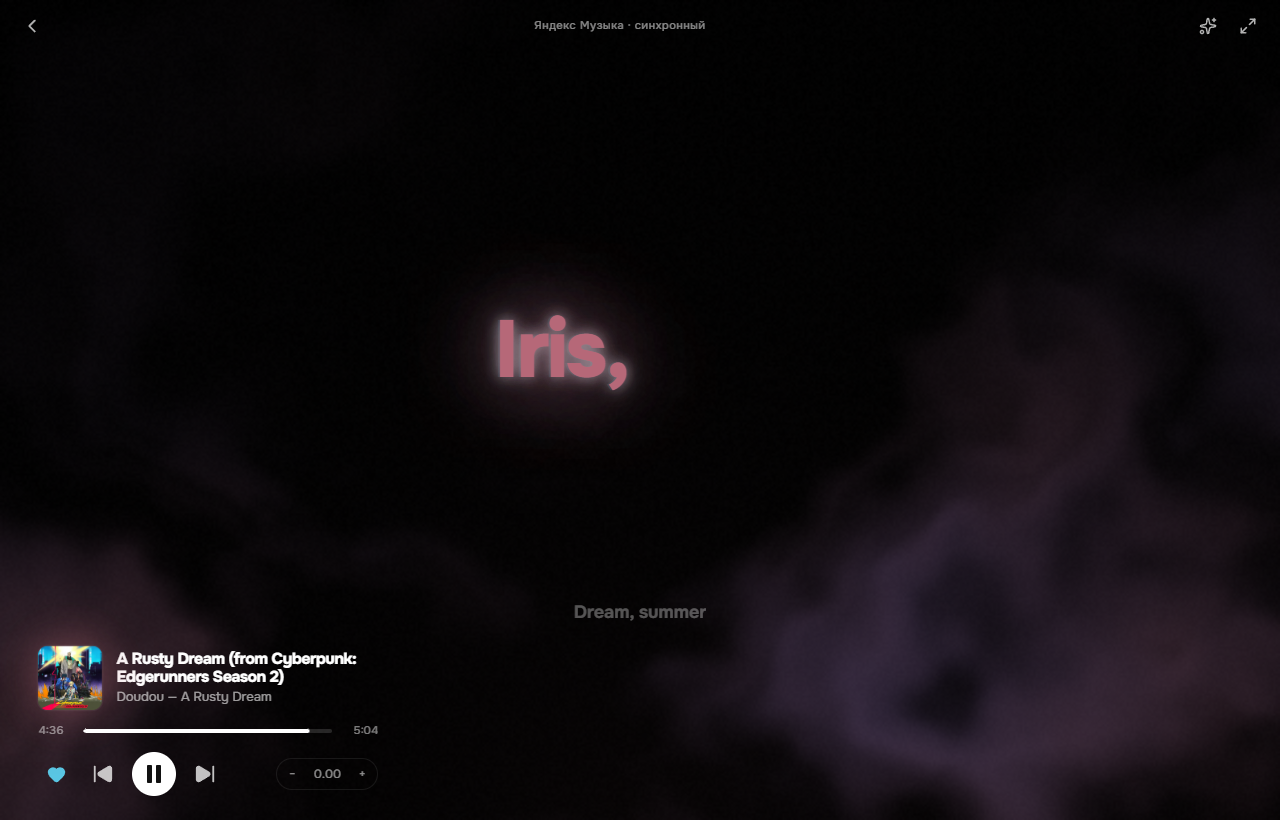 Яндекс Музыка · синхронный
Iris,
Dream, summer
A Rusty Dream (from Cyberpunk:
Edgerunners Season 2)
Doudou — A Rusty Dream
4:36
5:04
- 0.00 +